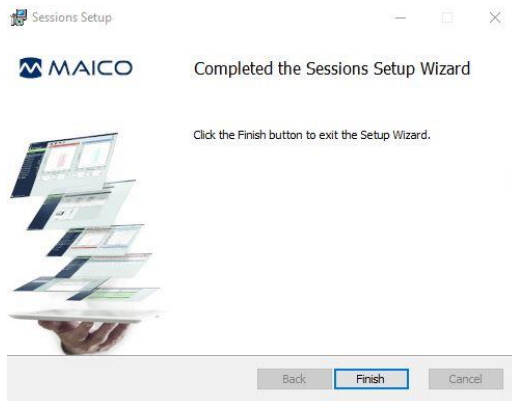 Sessions Setup
MAICO
Completed the Sessions Setup Wizard
Click the Finish button to exit the Setup Wizard.
Back
Finish
Cancel